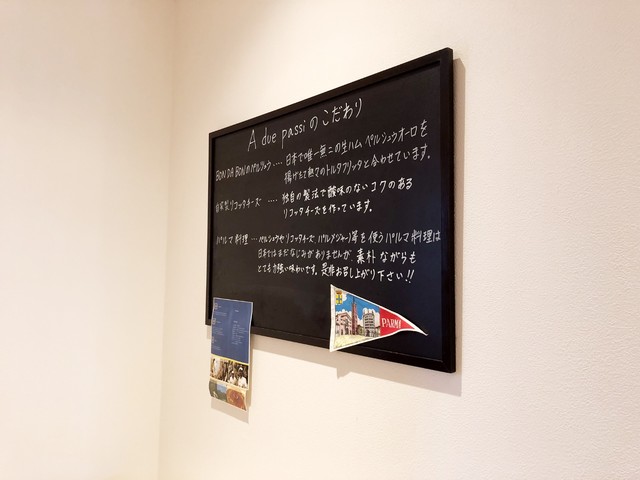 A due passi のこだわり
BON DA BONのペルシュウ‥‥ 日本で唯一無二の生ハム ペルシュウオーロを
揚げたて熱々のトルタフリッタと合わせています。
自家製リコッタチーズ ‥‥ 独自の製法で酸味のないコクのある
リコッタチーズを作っています。
パルマ料理 ‥‥ ペルシュウやリコッタチーズ、パルメジャーノ等を使うパルマ料理は
日本ではまだなじみがありませんが、素朴ながらも
とても力強い味わいです。是非お召し上がり下さい!!
PARMA